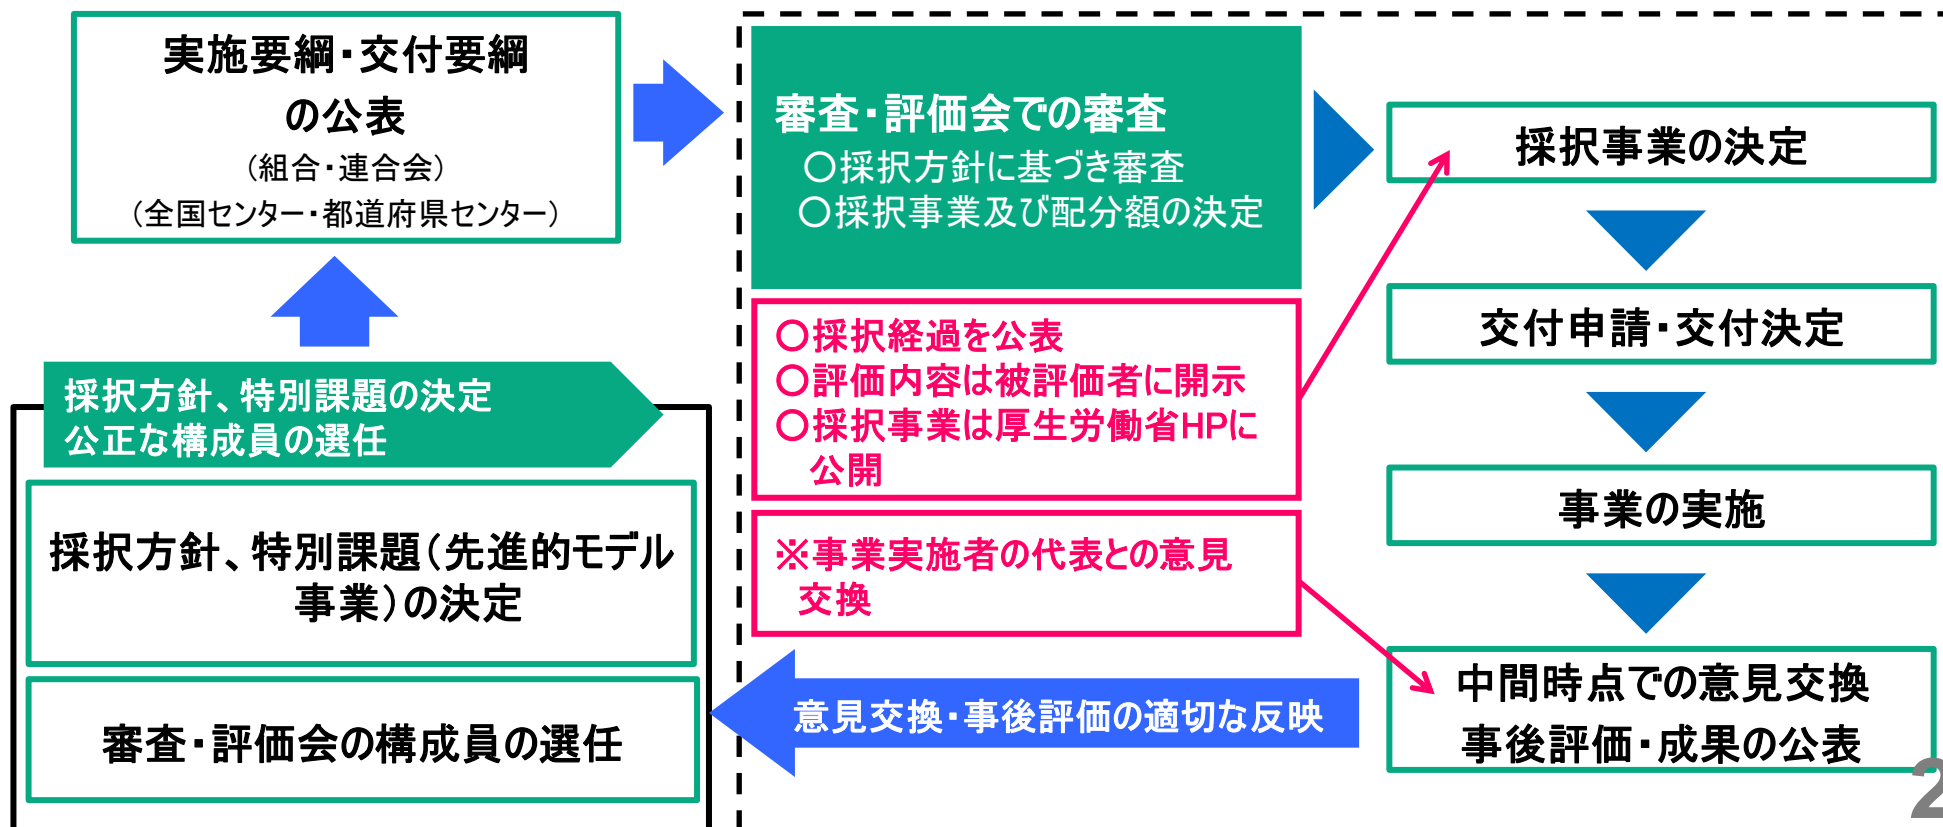 実施要綱・交付要綱
の公表
(組合・連合会)
(全国センター・都道府県センター)
審査・評価会での審査
○採択方針に基づき審査
○採択事業及び配分額の決定
○採択経過を公表
○評価内容は被評価者に開示
○採択事業は厚生労働省HPに
公開
※事業実施者の代表との意見
交換
採択事業の決定
交付申請・交付決定
事業の実施
中間時点での意見交換
事後評価・成果の公表
意見交換・事後評価の適切な反映
採択方針、特別課題の決定
公正な構成員の選任
採択方針、特別課題(先進的モデル
事業)の決定
審査・評価会の構成員の選任
2